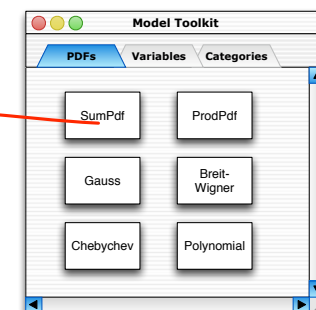 Model Toolkit
PDFs Variables Categories
SumPdf ProdPdf
Gauss Breit-
Wigner
Chebychev Polynomial